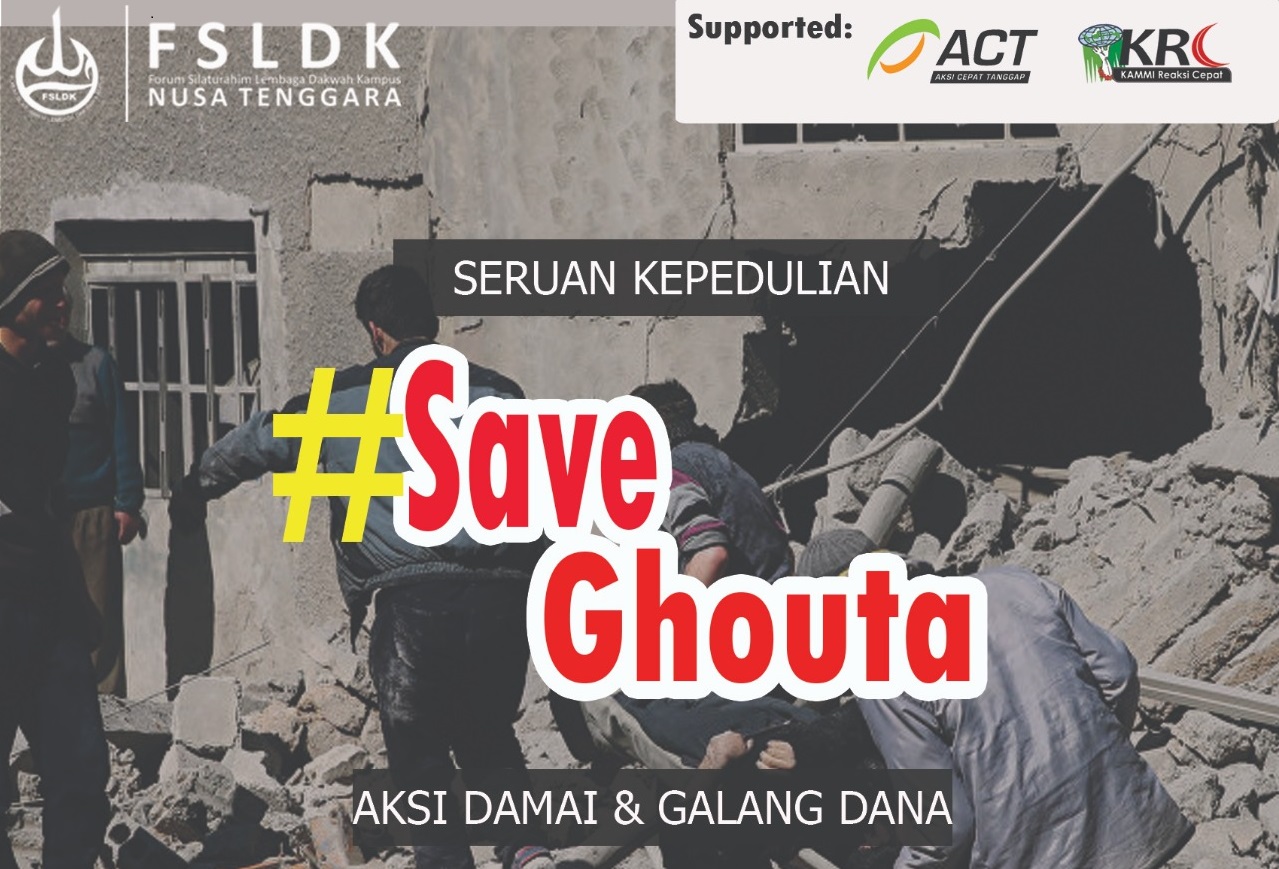 FSLDK
Forum Silaturahim Lembaga Dakwah Kampus
NUSA TENGGARA
FSLDK
Supported:
ACT
AKSI CEPAT TANGGAP
KRC
KAMMI Reaksi Cepat
SERUAN KEPEDULIAN
#Save
Ghouta
AKSI DAMAI & GALANG DANA